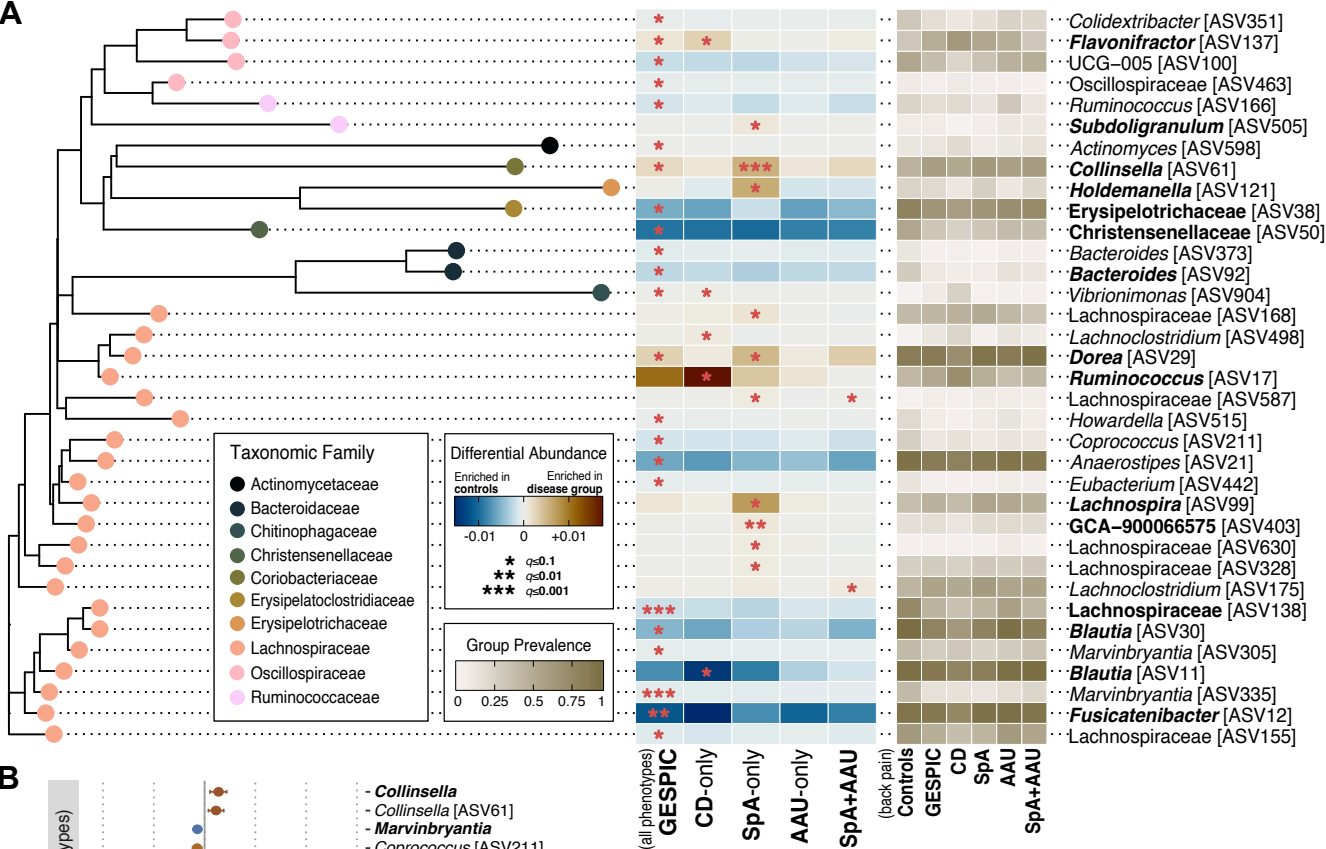 A
Colidextribacter [ASV351]
* *
Flavonifractor [ASV137]
*
UCG–005 [ASV100]
*
Oscillospiraceae [ASV463]
*
Ruminococcus [ASV166]
*
Subdoligranulum [ASV505]
*
Actinomyces [ASV598]
* ***
Collinsella [ASV61]
*
Holdemanella [ASV121]
*
Erysipelotrichaceae [ASV38]
*
Christensenellaceae [ASV50]
*
Bacteroides [ASV373]
*
Bacteroides [ASV92]
* *
Vibrionimonas [ASV904]
*
Lachnospiraceae [ASV168]
*
Lachnoclostridium [ASV498]
* *
Dorea [ASV29]
*
Ruminococcus [ASV17]
* *
Lachnospiraceae [ASV587]
*
Howardella [ASV515]
*
Coprococcus [ASV211]
*
Anaerostipes [ASV21]
*
Eubacterium [ASV442]
*
Lachnospira [ASV99]
**
GCA–900066575 [ASV403]
*
Lachnospiraceae [ASV630]
*
Lachnospiraceae [ASV328]
*
Lachnoclostridium [ASV175]
***
Lachnospiraceae [ASV138]
*
Blautia [ASV30]
*
Marvinbryantia [ASV305]
*
Blautia [ASV11]
***
Marvinbryantia [ASV335]
**
Fusicatenibacter [ASV12]
*
Lachnospiraceae [ASV155]
Taxonomic Family
Actinomycetaceae
Bacteroidaceae
Chitinophagaceae
Christensenellaceae
Coriobacteriaceae
Erysipelatoclostridiaceae
Erysipelotrichaceae
Lachnospiraceae
Oscillospiraceae
Ruminococcaceae
Differential Abundance
Enriched in controls
Enriched in disease group
-0.01 0 +0.01
* q≤0.1
** q≤0.01
*** q≤0.001
Group Prevalence
0 0.25 0.5 0.75 1
(all phenotypes)
GESPIC
CD-only
SpA-only
AAU-only
SpA+AAU
(back pain)
Controls
GESPIC
CD
SpA
AAU
SpA+AAU
B
ypes)
- Collinsella
- Collinsella [ASV61]
- Marvinbryantia
- Coprococcus [ASV211]